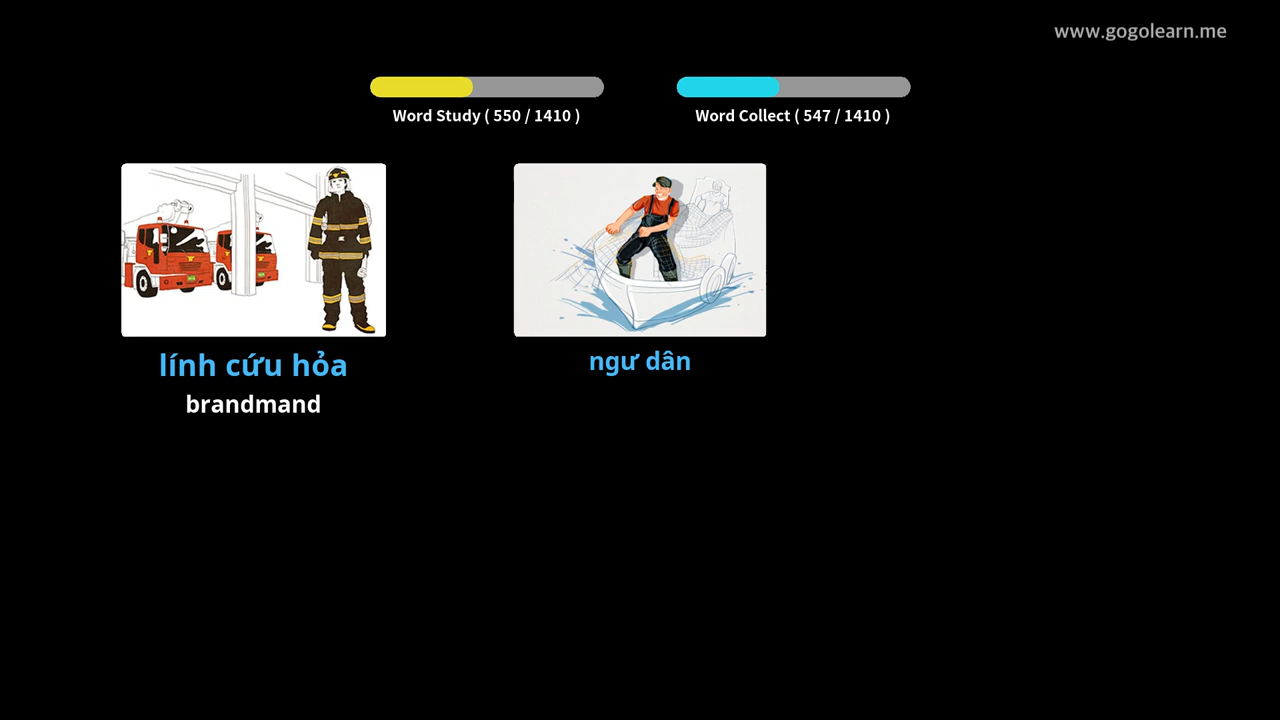 www.gogolearn.me
Word Study ( 550 / 1410 )
Word Collect ( 547 / 1410 )
lính cứu hỏa
brandmand
ngư dân